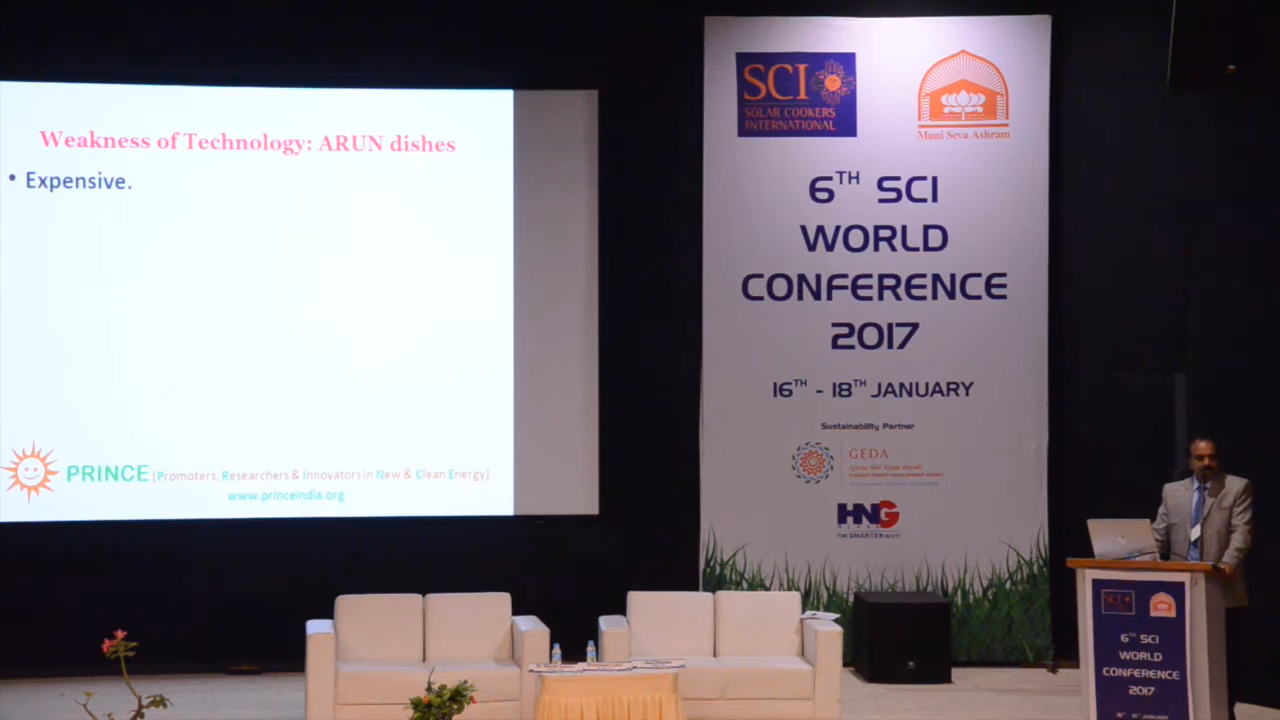 Weakness of Technology: ARUN dishes
• Expensive.
PRINCE (Promoters, Researchers & Innovators in New & Clean Energy)
www.princeindia.org
SCI
SOLAR COOKERS
INTERNATIONAL
Muni Seva Ashram
6TH SCI
WORLD
CONFERENCE
2017
16TH - 18TH JANUARY
Sustainability Partner
GEDA
HNG
SCI
6TH SCI
WORLD
CONFERENCE
2017